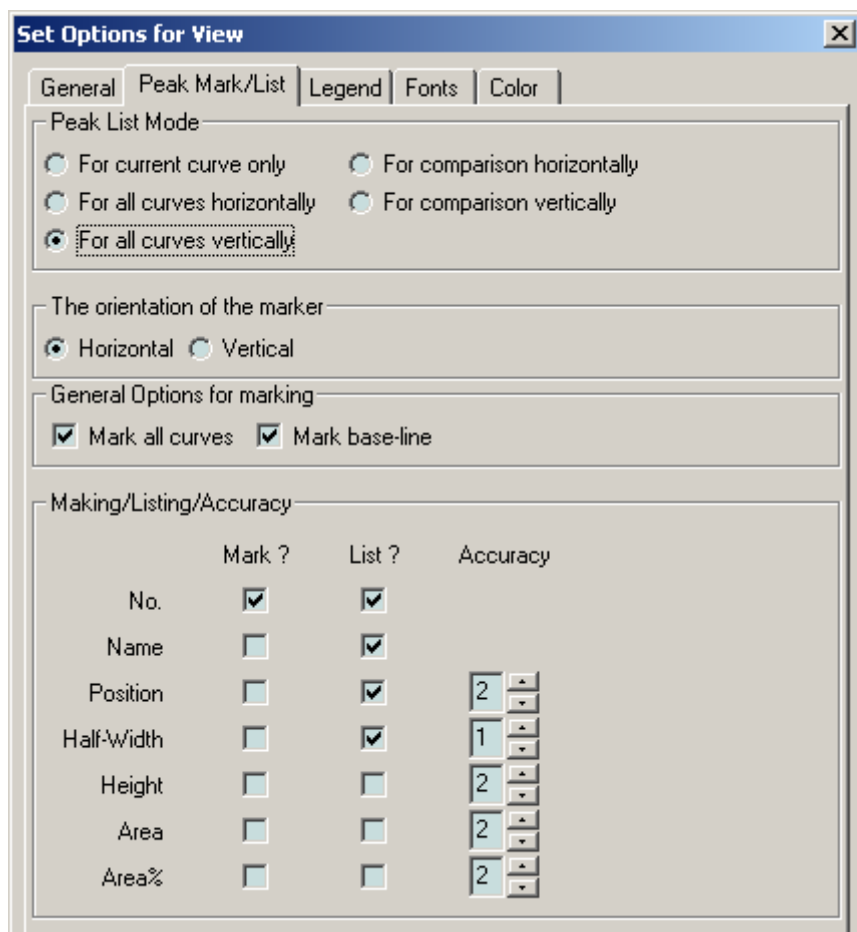 Set Options for View
General Peak Mark/List Legend Fonts Color
Peak List Mode
For current curve only For comparison horizontally
For all curves horizontally For comparison vertically
For all curves vertically
The orientation of the marker
Horizontal Vertical
General Options for marking
Mark all curves Mark base-line
Making/Listing/Accuracy
Mark ? List ? Accuracy
No.
Name
Position 2
Half-Width 1
Height 2
Area 2
Area% 2